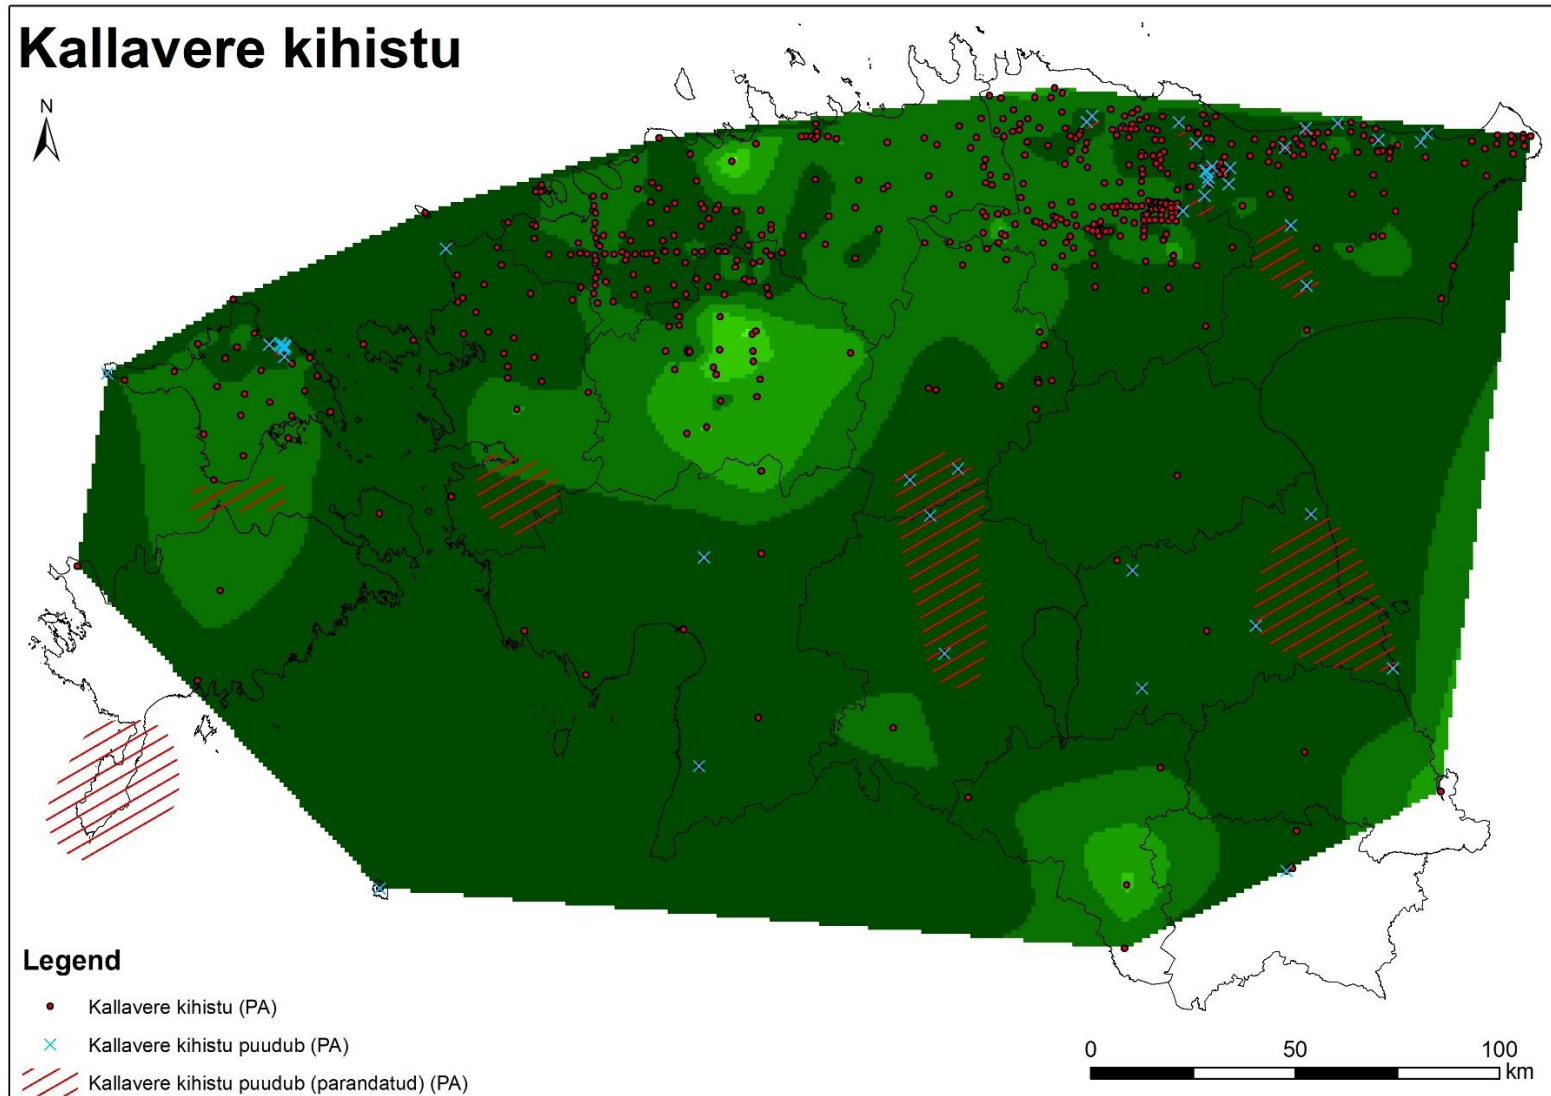 Kallavere kihistu
N
Legend
Kallavere kihistu (PA)
Kallavere kihistu puudub (PA)
Kallavere kihistu puudub (parandatud) (PA)
0 50 100
km